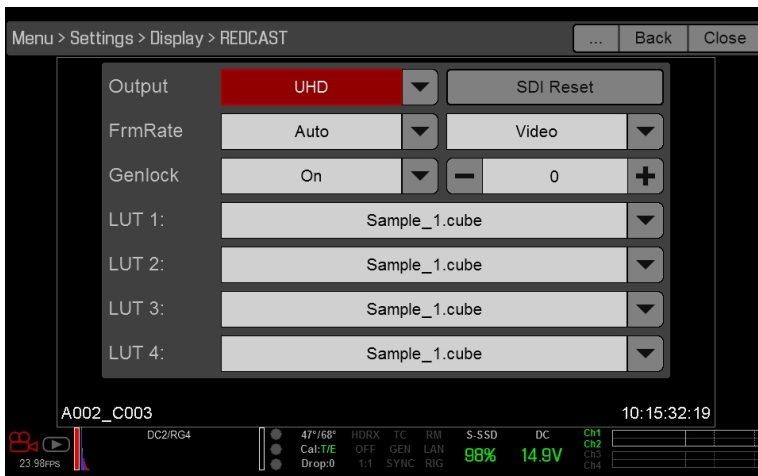 Menu > Settings > Display > REDCAST ... Back Close
Output UHD SDI Reset
FrmRate Auto Video
Genlock On 0
LUT 1: Sample_1.cube
LUT 2: Sample_1.cube
LUT 3: Sample_1.cube
LUT 4: Sample_1.cube
A002_C003 10:15:32:19
DC2/RG4 47°/68° HDRX TC RM S-SSD DC Ch1
Cal:T/E OFF GEN LAN 98% 14.9V Ch2
23.98FPS Drop:0 1:1 SYNC RIG Ch3
Ch4